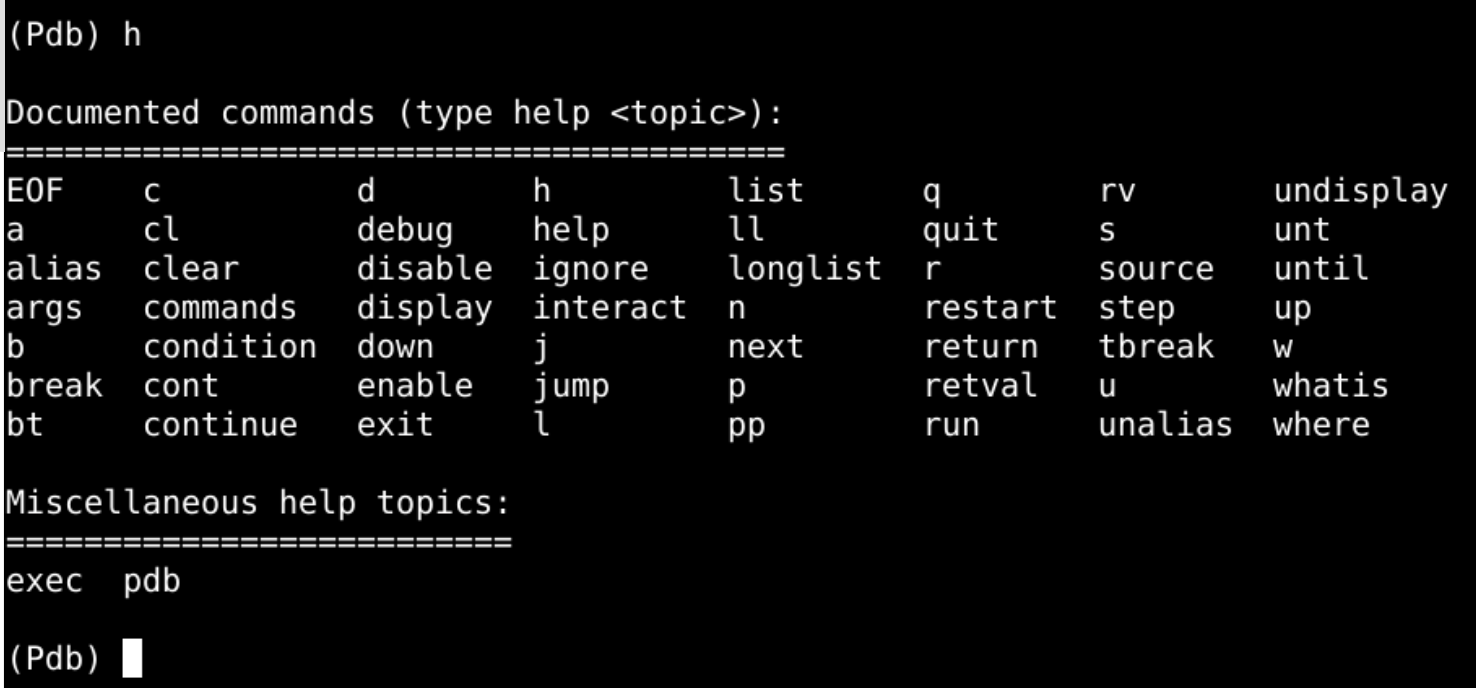 (Pdb) h
Documented commands (type help <topic>):
========================================
EOF    c          d        h         list      q        rv       undisplay
a      cl         debug    help      ll        quit     s        unt
alias  clear      disable  ignore    longlist  r        source   until
args   commands   display  interact  n         restart  step     up
b      condition  down     j         next      return   tbreak   w
break  cont       enable   jump      p         retval   u        whatis
bt     continue   exit     l         pp        run      unalias  where
Miscellaneous help topics:
==========================
exec  pdb
(Pdb)